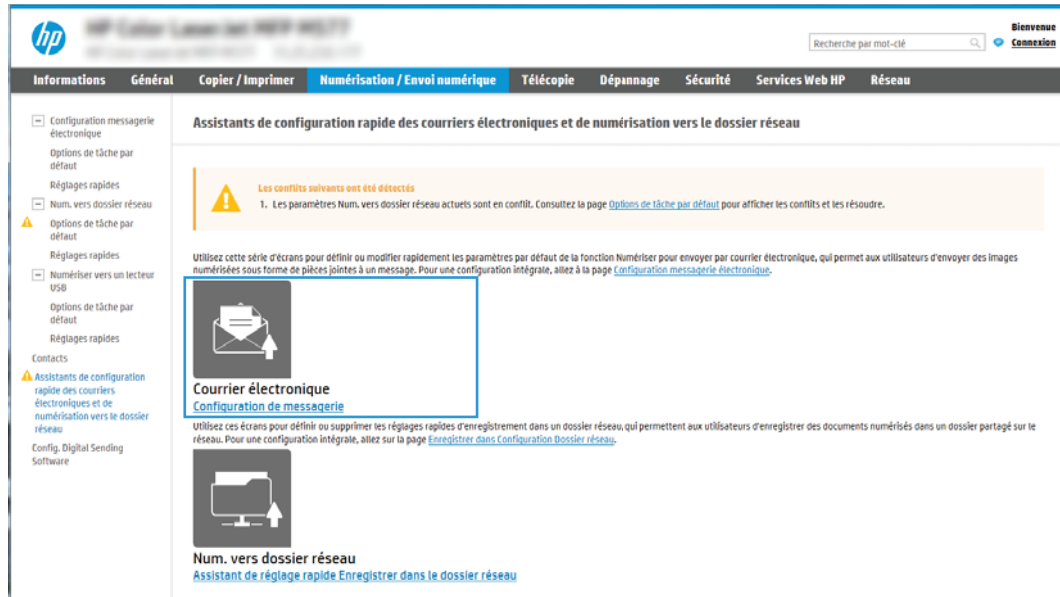 hp
HP Color LaserJet MFP M577
Bienvenue
Recherche par mot-clé
Connexion
Informations Général Copier / Imprimer Numérisation / Envoi numérique Télécopie Dépannage Sécurité Services Web HP Réseau
Configuration messagerie
électronique
Options de tâche par
défaut
Réglages rapides
Num. vers dossier réseau
Options de tâche par
défaut
Réglages rapides
Numériser vers un lecteur
USB
Options de tâche par
défaut
Réglages rapides
Contacts
Assistants de configuration
rapide des courriers
électroniques et de
numérisation vers le dossier
réseau
Config. Digital Sending
Software
Assistants de configuration rapide des courriers électroniques et de numérisation vers le dossier réseau
Les conflits suivants ont été détectés
1. Les paramètres Num. vers dossier réseau actuels sont en conflit. Consultez la page Options de tâche par défaut pour afficher les conflits et les résoudre.
Utilisez cette série d'écrans pour définir ou modifier rapidement les paramètres par défaut de la fonction Numériser pour envoyer par courrier électronique, qui permet aux utilisateurs d'envoyer des images
numérisées sous forme de pièces jointes à un message. Pour une configuration intégrale, allez à la page Configuration messagerie électronique.
Courrier électronique
Configuration de messagerie
Utilisez ces écrans pour définir ou supprimer les réglages rapides d'enregistrement dans un dossier réseau, qui permettent aux utilisateurs d'enregistrer des documents numérisés dans un dossier partagé sur le
réseau. Pour une configuration intégrale, allez sur la page Enregistrer dans Configuration Dossier réseau.
Num. vers dossier réseau
Assistant de réglage rapide Enregistrer dans le dossier réseau